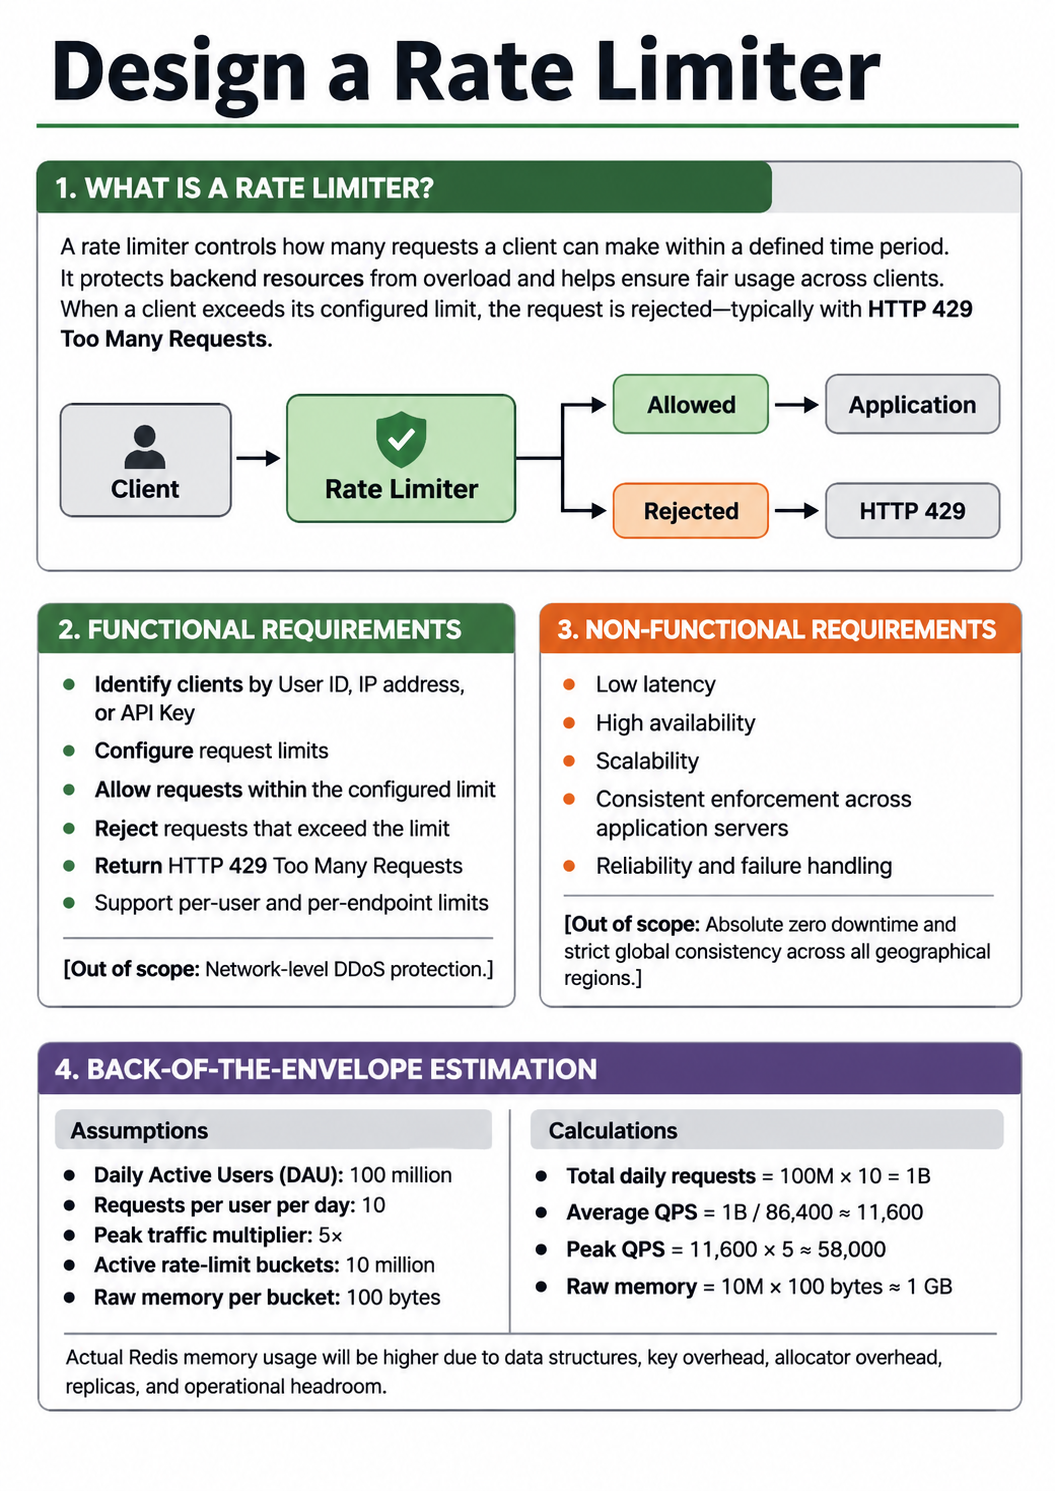 Design a Rate Limiter
1. WHAT IS A RATE LIMITER?
A rate limiter controls how many requests a client can make within a defined time period.
It protects backend resources from overload and helps ensure fair usage across clients.
When a client exceeds its configured limit, the request is rejected—typically with HTTP 429
Too Many Requests.
Client
Rate Limiter
Allowed
Application
Rejected
HTTP 429
2. FUNCTIONAL REQUIREMENTS
• Identify clients by User ID, IP address,
or API Key
• Configure request limits
• Allow requests within the configured limit
• Reject requests that exceed the limit
• Return HTTP 429 Too Many Requests
• Support per-user and per-endpoint limits
[Out of scope: Network-level DDoS protection.]
3. NON-FUNCTIONAL REQUIREMENTS
• Low latency
• High availability
• Scalability
• Consistent enforcement across
application servers
• Reliability and failure handling
[Out of scope: Absolute zero downtime and
strict global consistency across all geographical
regions.]
4. BACK-OF-THE-ENVELOPE ESTIMATION
Assumptions
• Daily Active Users (DAU): 100 million
• Requests per user per day: 10
• Peak traffic multiplier: 5×
• Active rate-limit buckets: 10 million
• Raw memory per bucket: 100 bytes
Calculations
• Total daily requests = 100M × 10 = 1B
• Average QPS = 1B / 86,400 ≈ 11,600
• Peak QPS = 11,600 × 5 ≈ 58,000
• Raw memory = 10M × 100 bytes ≈ 1 GB
Actual Redis memory usage will be higher due to data structures, key overhead, allocator overhead,
replicas, and operational headroom.